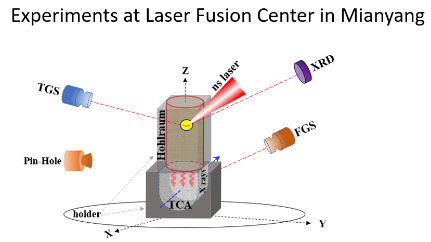 Experiments at Laser Fusion Center in Mianyang
Z
ns laser
XRD
TGS
FGS
Hohlraum
Pin-Hole
X rays
TCA
holder
X
Y